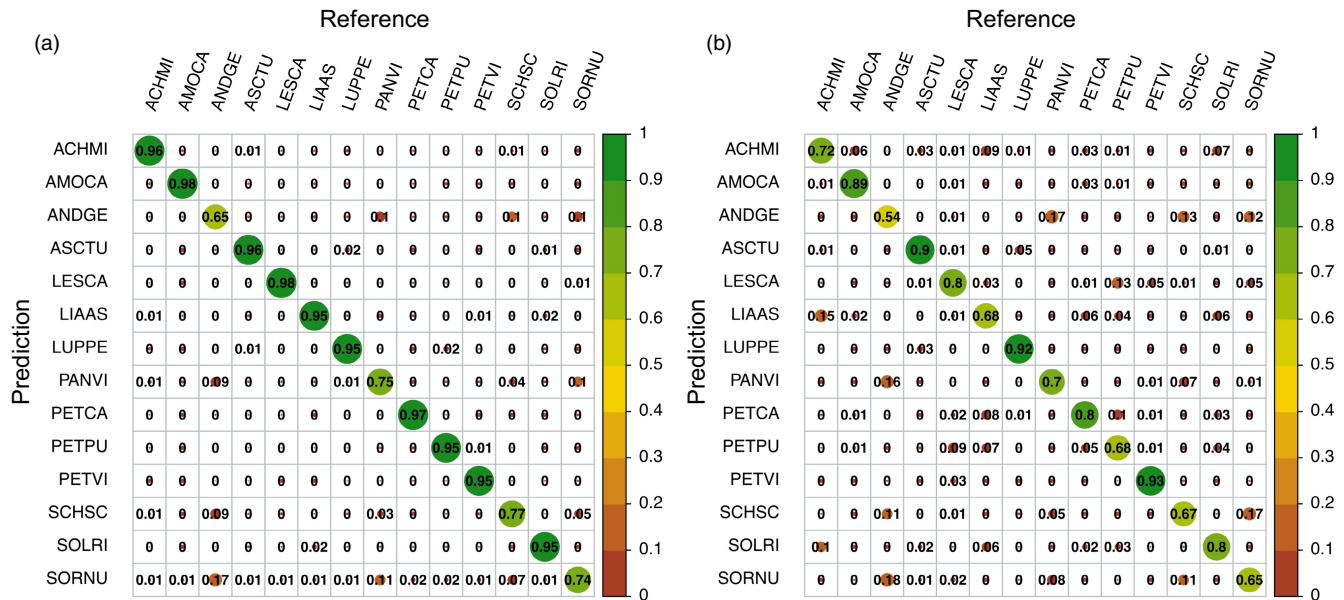 Reference Reference
(a) (b)
ACHMI AMOCA ANDGE ASCTU LESCA LIAAS LUPPE PANVI PETCA PETPU PETVI SCHSC SOLRI SORNU ACHMI AMOCA ANDGE ASCTU LESCA LIAAS LUPPE PANVI PETCA PETPU PETVI SCHSC SOLRI SORNU
1 1
ACHMI 0.96 0 0 0.01 0 0 0 0 0 0 0 0.01 0 0 ACHMI 0.72 0.06 0 0.03 0.01 0.09 0.01 0 0.03 0.01 0 0 0.07 0
0.9 0.9
AMOCA 0 0.98 0 0 0 0 0 0 0 0 0 0 0 0 AMOCA 0.01 0.89 0 0 0.01 0 0 0 0.03 0.01 0 0 0 0
0.8 0.8
ANDGE 0 0 0.65 0 0 0 0 0.1 0 0 0 0.1 0 0.1 ANDGE 0 0 0.54 0 0.01 0 0 0.17 0 0 0 0.13 0 0.12
ASCTU 0 0 0 0.96 0 0 0.02 0 0 0 0 0 0.01 0 ASCTU 0.01 0 0 0.9 0.01 0 0.05 0 0 0 0 0 0.01 0
0.7 0.7
LESCA 0 0 0 0 0.98 0 0 0 0 0 0 0 0 0.01 LESCA 0 0 0 0.01 0.8 0.03 0 0 0.01 0.13 0.05 0.01 0 0.05
0.6 0.6
LIAAS 0.01 0 0 0 0 0.95 0 0 0 0 0.01 0 0.02 0 LIAAS 0.15 0.02 0 0 0.01 0.68 0 0 0.06 0.04 0 0 0.06 0
0.5 0.5
LUPPE 0 0 0 0.01 0 0 0.95 0 0 0.02 0 0 0 0 LUPPE 0 0 0 0.03 0 0 0.92 0 0 0 0 0 0 0
Prediction Prediction
PANVI 0.01 0 0.09 0 0 0 0.01 0.75 0 0 0 0.04 0 0.1 PANVI 0 0 0.16 0 0 0 0 0.7 0 0 0.01 0.07 0 0.01
0.4 0.4
PETCA 0 0 0 0 0 0 0 0 0.97 0 0 0 0 0 PETCA 0 0.01 0 0 0.02 0.08 0.01 0 0.8 0.1 0.01 0 0.03 0
0.3 0.3
PETPU 0 0 0 0 0 0 0 0 0 0.95 0.01 0 0 0 PETPU 0 0.01 0 0 0.09 0.07 0 0 0.05 0.68 0.01 0 0.04 0
PETVI 0 0 0 0 0 0 0 0 0 0 0.95 0 0 0 PETVI 0 0 0 0 0.03 0 0 0 0 0 0.93 0 0 0
0.2 0.2
SCHSC 0.01 0 0.09 0 0 0 0 0.03 0 0 0 0.77 0 0.05 SCHSC 0 0 0.11 0 0.01 0 0 0.05 0 0 0 0.67 0 0.17
0.1 0.1
SOLRI 0 0 0 0 0 0.02 0 0 0 0 0 0 0.95 0 SOLRI 0.1 0 0 0.02 0 0.06 0 0 0.02 0.03 0 0 0.8 0
SORNU 0.01 0.01 0.17 0.01 0.01 0.01 0.01 0.11 0.02 0.02 0.01 0.07 0.01 0.74 SORNU 0 0 0.18 0.01 0.02 0 0 0.08 0 0 0 0.11 0 0.65
0 0